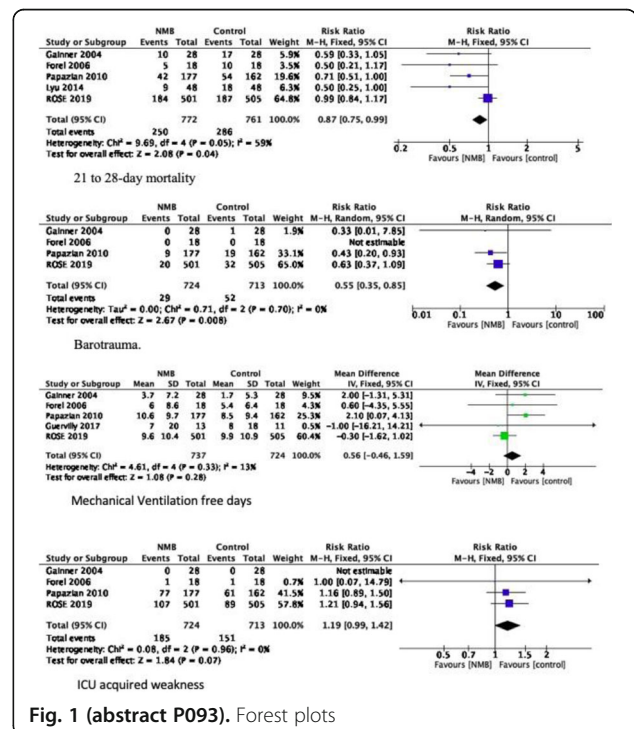 NMB Control Risk Ratio Risk Ratio
Study or Subgroup Events Total Events Total Weight M-H, Fixed, 95% CI M-H, Fixed, 95% CI
Gainner 2004 10 28 17 28 5.9% 0.59 [0.33, 1.05]
Forel 2006 5 18 10 18 3.5% 0.50 [0.21, 1.17]
Papazian 2010 42 177 54 162 19.6% 0.71 [0.51, 1.00]
Lyu 2014 9 48 18 48 6.2% 0.50 [0.25, 1.00]
ROSE 2019 184 501 187 505 64.8% 0.99 [0.84, 1.17]
Total (95% CI) 772 761 100.0% 0.87 [0.75, 0.99]
Total events 250 286
Heterogeneity: Chi² = 9.69, df = 4 (P = 0.05); I² = 59%
Test for overall effect: Z = 2.08 (P = 0.04)
0.2 0.5 1 2 5
Favours [NMB] Favours [control]
21 to 28-day mortality
NMB Control Risk Ratio Risk Ratio
Study or Subgroup Events Total Events Total Weight M-H, Random, 95% CI M-H, Random, 95% CI
Gainner 2004 0 28 1 28 1.9% 0.33 [0.01, 7.85]
Forel 2006 0 18 0 18 Not estimable
Papazian 2010 9 177 19 162 33.1% 0.43 [0.20, 0.93]
ROSE 2019 20 501 32 505 65.0% 0.63 [0.37, 1.09]
Total (95% CI) 724 713 100.0% 0.55 [0.35, 0.85]
Total events 29 52
Heterogeneity: Tau² = 0.00; Chi² = 0.71, df = 2 (P = 0.70); I² = 0%
Test for overall effect: Z = 2.67 (P = 0.008)
0.01 0.1 1 10 100
Favours [NMB] Favours [control]
Barotrauma.
NMB Control Mean Difference Mean Difference
Study or Subgroup Mean SD Total Mean SD Total Weight IV, Fixed, 95% CI IV, Fixed, 95% CI
Gainner 2004 3.7 7.2 28 1.7 5.3 28 9.6% 2.00 [-1.31, 5.31]
Forel 2006 6 8.6 18 5.4 6.4 18 4.3% 0.60 [-4.35, 5.55]
Papazian 2010 10.6 9.7 177 8.5 9.4 162 25.3% 2.10 [0.07, 4.13]
Guervilly 2017 7 20 13 8 18 11 0.5% -1.00 [-16.21, 14.21]
ROSE 2019 9.6 10.4 501 9.9 10.9 505 60.4% -0.30 [-1.62, 1.02]
Total (95% CI) 737 724 100.0% 0.56 [-0.46, 1.59]
Heterogeneity: Chi² = 4.61, df = 4 (P = 0.33); I² = 13%
Test for overall effect: Z = 1.08 (P = 0.28)
-4 -2 0 2 4
Favours [NMB] Favours [control]
Mechanical Ventilation free days
NMB Control Risk Ratio Risk Ratio
Study or Subgroup Events Total Events Total Weight M-H, Fixed, 95% CI M-H, Fixed, 95% CI
Gainner 2004 0 28 0 28 Not estimable
Forel 2006 1 18 1 18 0.7% 1.00 [0.07, 14.79]
Papazian 2010 77 177 61 162 41.5% 1.16 [0.89, 1.50]
ROSE 2019 107 501 89 505 57.8% 1.21 [0.94, 1.56]
Total (95% CI) 724 713 100.0% 1.19 [0.99, 1.42]
Total events 185 151
Heterogeneity: Chi² = 0.08, df = 2 (P = 0.96); I² = 0%
Test for overall effect: Z = 1.84 (P = 0.07)
0.5 0.7 1 1.5 2
Favours [NMB] Favours [control]
ICU acquired weakness
Fig. 1 (abstract P093). Forest plots